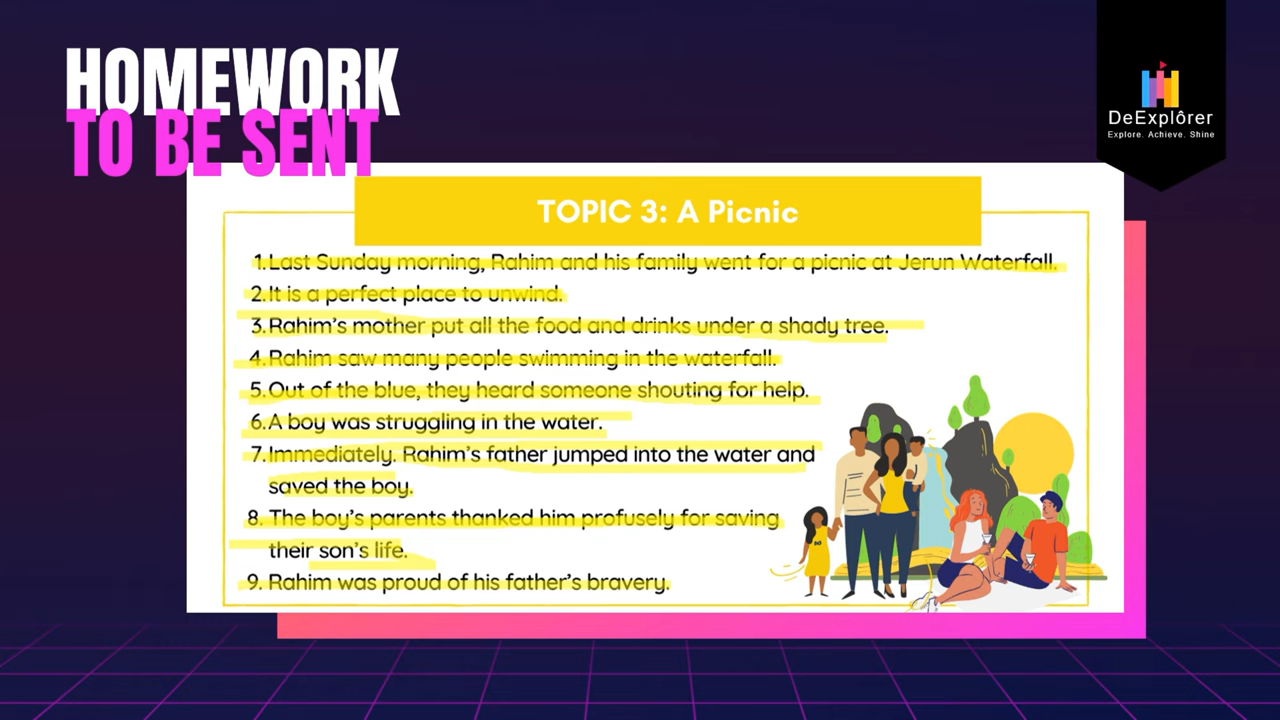 HOMEWORK
TO BE SENT
DeExplôrer
Explore. Achieve. Shine
TOPIC 3: A Picnic
1.Last Sunday morning, Rahim and his family went for a picnic at Jerun Waterfall.
2.It is a perfect place to unwind.
3.Rahim's mother put all the food and drinks under a shady tree.
4.Rahim saw many people swimming in the waterfall.
5.Out of the blue, they heard someone shouting for help.
6.A boy was struggling in the water.
7.Immediately. Rahim's father jumped into the water and
saved the boy.
8. The boy's parents thanked him profusely for saving
their son's life.
9. Rahim was proud of his father's bravery.